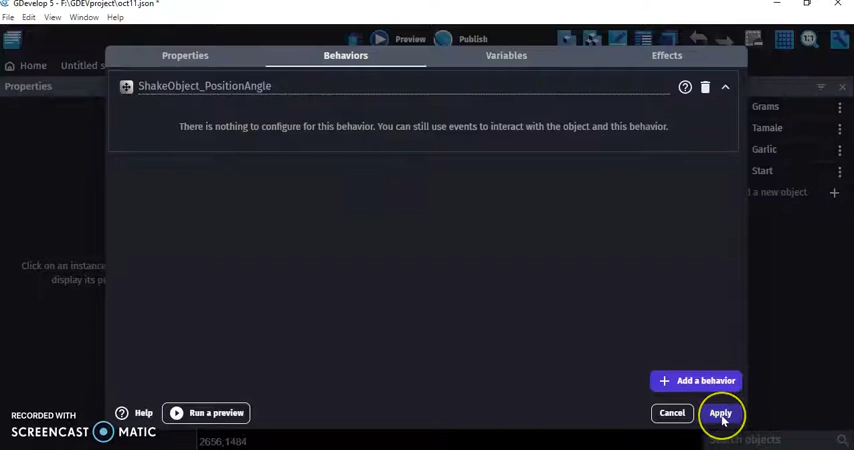 GDevelop 5 - F:\GDEVproject\oct11.json *
File Edit View Window Help
Preview Publish
Home Untitled s
Properties Behaviors Variables Effects
Properties
ShakeObject_PositionAngle
There is nothing to configure for this behavior. You can still use events to interact with the object and this behavior.
Grams
Tamale
Garlic
Start
a new object
Click on an instance
display its
Add a behavior
Help Run a preview Cancel Apply
RECORDED WITH
SCREENCAST MATIC
2656,1484
Search objects